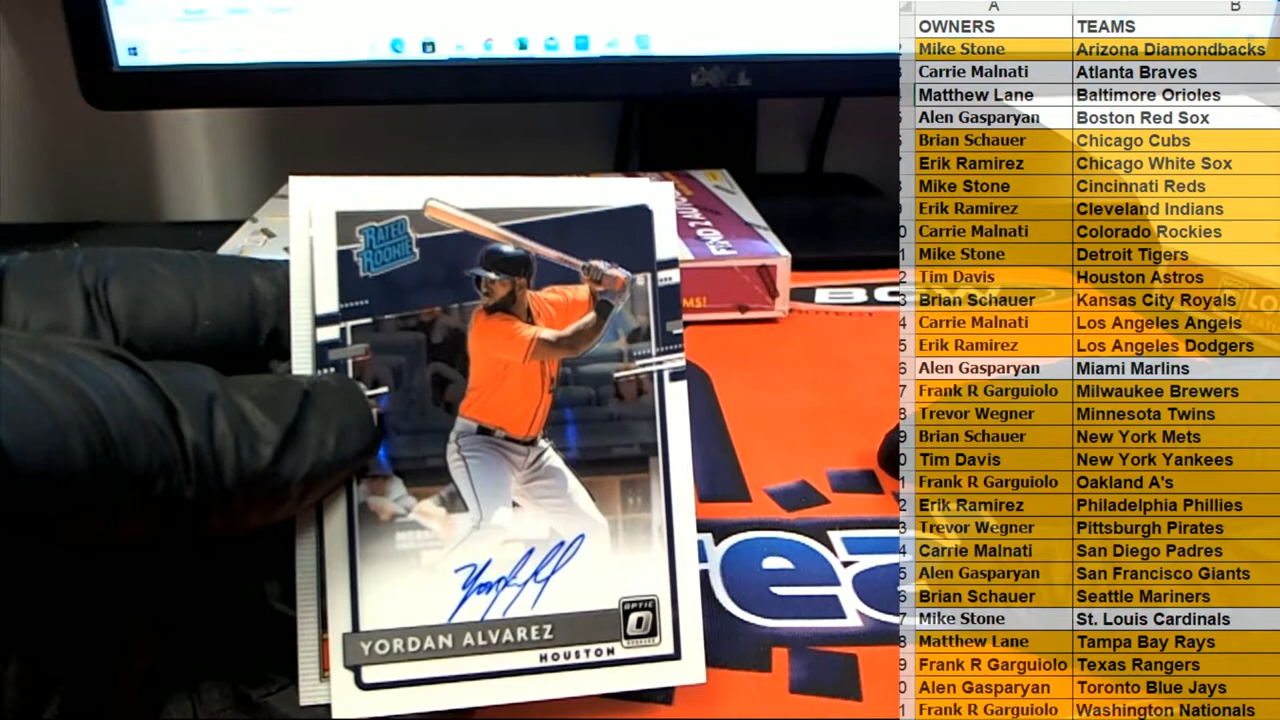 DELL
RATED
ROOKIE
FIND 2 AU
MS!
BOW
rea
YORDAN ALVAREZ
HOUSTON
OPTIC
A B
OWNERS TEAMS
Mike Stone Arizona Diamondbacks
Carrie Malnati Atlanta Braves
Matthew Lane Baltimore Orioles
Alen Gasparyan Boston Red Sox
Brian Schauer Chicago Cubs
Erik Ramirez Chicago White Sox
Mike Stone Cincinnati Reds
Erik Ramirez Cleveland Indians
Carrie Malnati Colorado Rockies
Mike Stone Detroit Tigers
Tim Davis Houston Astros
Brian Schauer Kansas City Royals
Carrie Malnati Los Angeles Angels
Erik Ramirez Los Angeles Dodgers
Alen Gasparyan Miami Marlins
Frank R Garguiolo Milwaukee Brewers
Trevor Wegner Minnesota Twins
Brian Schauer New York Mets
Tim Davis New York Yankees
Frank R Garguiolo Oakland A's
Erik Ramirez Philadelphia Phillies
Trevor Wegner Pittsburgh Pirates
Carrie Malnati San Diego Padres
Alen Gasparyan San Francisco Giants
Brian Schauer Seattle Mariners
Mike Stone St. Louis Cardinals
Matthew Lane Tampa Bay Rays
Frank R Garguiolo Texas Rangers
Alen Gasparyan Toronto Blue Jays
Frank R Garguiolo Washington Nationals